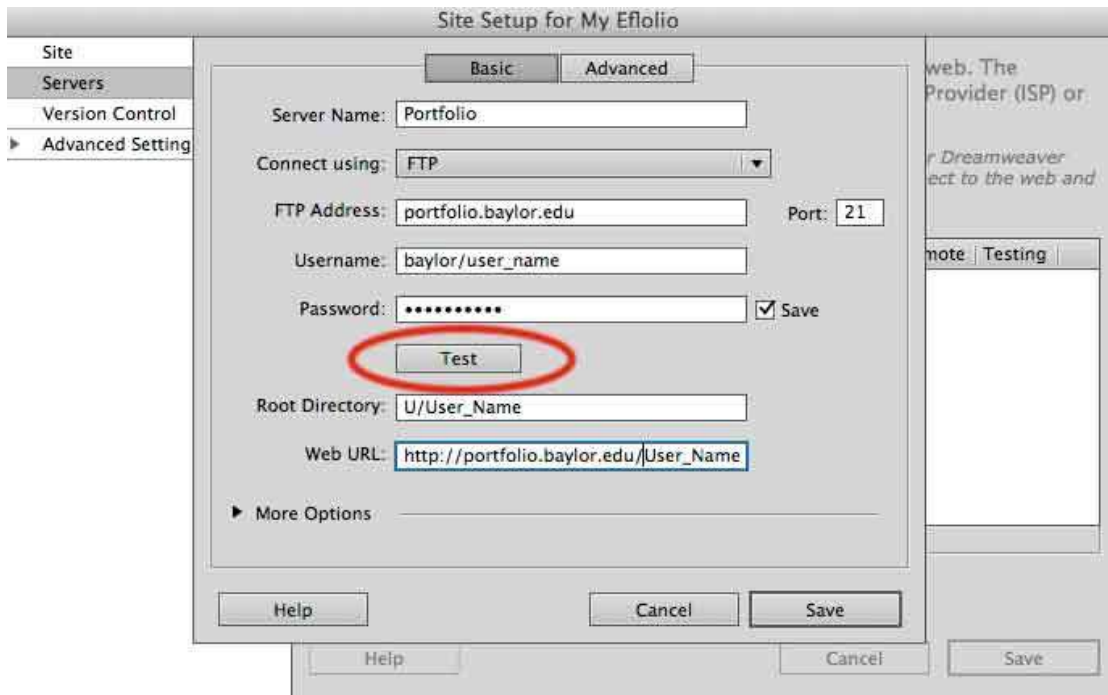 Site Setup for My Eflolio
Site
Servers
Version Control
Advanced Setting
Basic
Advanced
web. The
Provider (ISP) or
r Dreamweaver
ect to the web and
mote Testing
Server Name: Portfolio
Connect using: FTP
FTP Address: portfolio.baylor.edu Port: 21
Username: baylor/user_name
Password: •••••••••• Save
Test
Root Directory: U/User_Name
Web URL: http://portfolio.baylor.edu/User_Name
More Options
Help Cancel Save
Help Cancel Save